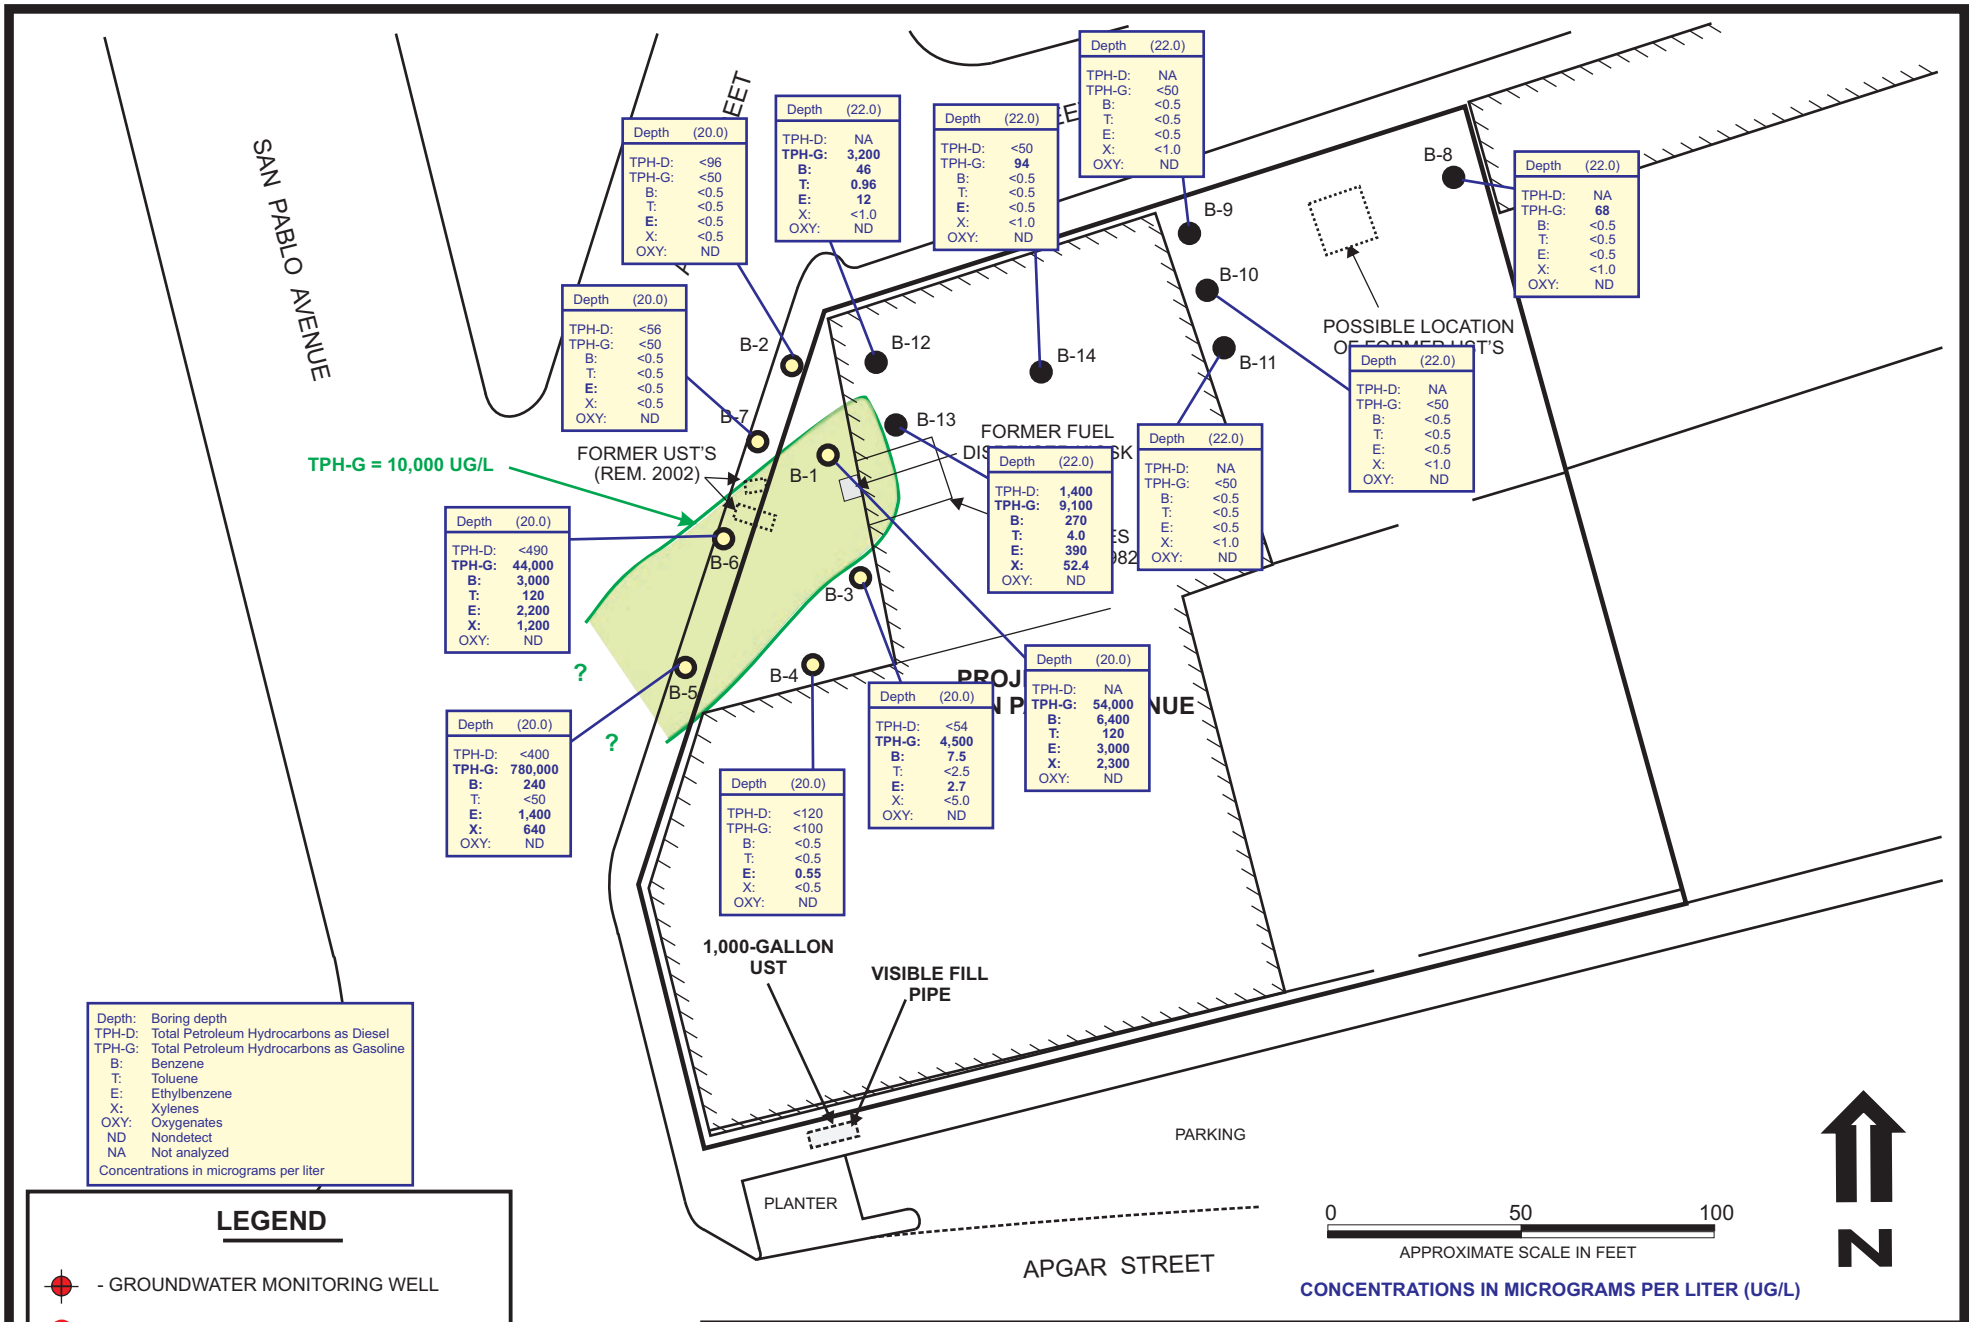 SAN PABLO AVENUE
EET
EE
Depth (20.0)
TPH-D: <96
TPH-G: <50
B: <0.5
T: <0.5
E: <0.5
X: <0.5
OXY: ND
Depth (22.0)
TPH-D: NA
TPH-G: 3,200
B: 46
T: 0.96
E: 12
X: <1.0
OXY: ND
Depth (22.0)
TPH-D: <50
TPH-G: 94
B: <0.5
T: <0.5
E: <0.5
X: <1.0
OXY: ND
Depth (22.0)
TPH-D: NA
TPH-G: <50
B: <0.5
T: <0.5
E: <0.5
X: <1.0
OXY: ND
B-8
Depth (22.0)
TPH-D: NA
TPH-G: 68
B: <0.5
T: <0.5
E: <0.5
X: <1.0
OXY: ND
B-9
B-10
B-11
POSSIBLE LOCATION
OF FORMER UST'S
Depth (22.0)
TPH-D: NA
TPH-G: <50
B: <0.5
T: <0.5
E: <0.5
X: <1.0
OXY: ND
Depth (20.0)
TPH-D: <56
TPH-G: <50
B: <0.5
T: <0.5
E: <0.5
X: <0.5
OXY: ND
B-2
B-12
B-14
B-7
B-13
B-1
FORMER UST'S
(REM. 2002)
TPH-G = 10,000 UG/L
FORMER FUEL
Depth (22.0)
TPH-D: 1,400
TPH-G: 9,100
B: 270
T: 4.0
E: 390
X: 52.4
OXY: ND
ES
982
Depth (22.0)
TPH-D: NA
TPH-G: <50
B: <0.5
T: <0.5
E: <0.5
X: <1.0
OXY: ND
Depth (20.0)
TPH-D: <490
TPH-G: 44,000
B: 3,000
T: 120
E: 2,200
X: 1,200
OXY: ND
B-6
B-3
B-4
B-5
?
?
PROJ
N P NUE
Depth (20.0)
TPH-D: NA
TPH-G: 54,000
B: 6,400
T: 120
E: 3,000
X: 2,300
OXY: ND
Depth (20.0)
TPH-D: <54
TPH-G: 4,500
B: 7.5
T: <2.5
E: 2.7
X: <5.0
OXY: ND
Depth (20.0)
TPH-D: <400
TPH-G: 780,000
B: 240
T: <50
E: 1,400
X: 640
OXY: ND
Depth (20.0)
TPH-D: <120
TPH-G: <100
B: <0.5
T: <0.5
E: 0.55
X: <0.5
OXY: ND
1,000-GALLON
UST
VISIBLE FILL
PIPE
Depth: Boring depth
TPH-D: Total Petroleum Hydrocarbons as Diesel
TPH-G: Total Petroleum Hydrocarbons as Gasoline
B: Benzene
T: Toluene
E: Ethylbenzene
X: Xylenes
OXY: Oxygenates
ND Nondetect
NA Not analyzed
Concentrations in micrograms per liter
PARKING
PLANTER
APGAR STREET
LEGEND
- GROUNDWATER MONITORING WELL
0 50 100
APPROXIMATE SCALE IN FEET
CONCENTRATIONS IN MICROGRAMS PER LITER (UG/L)
N